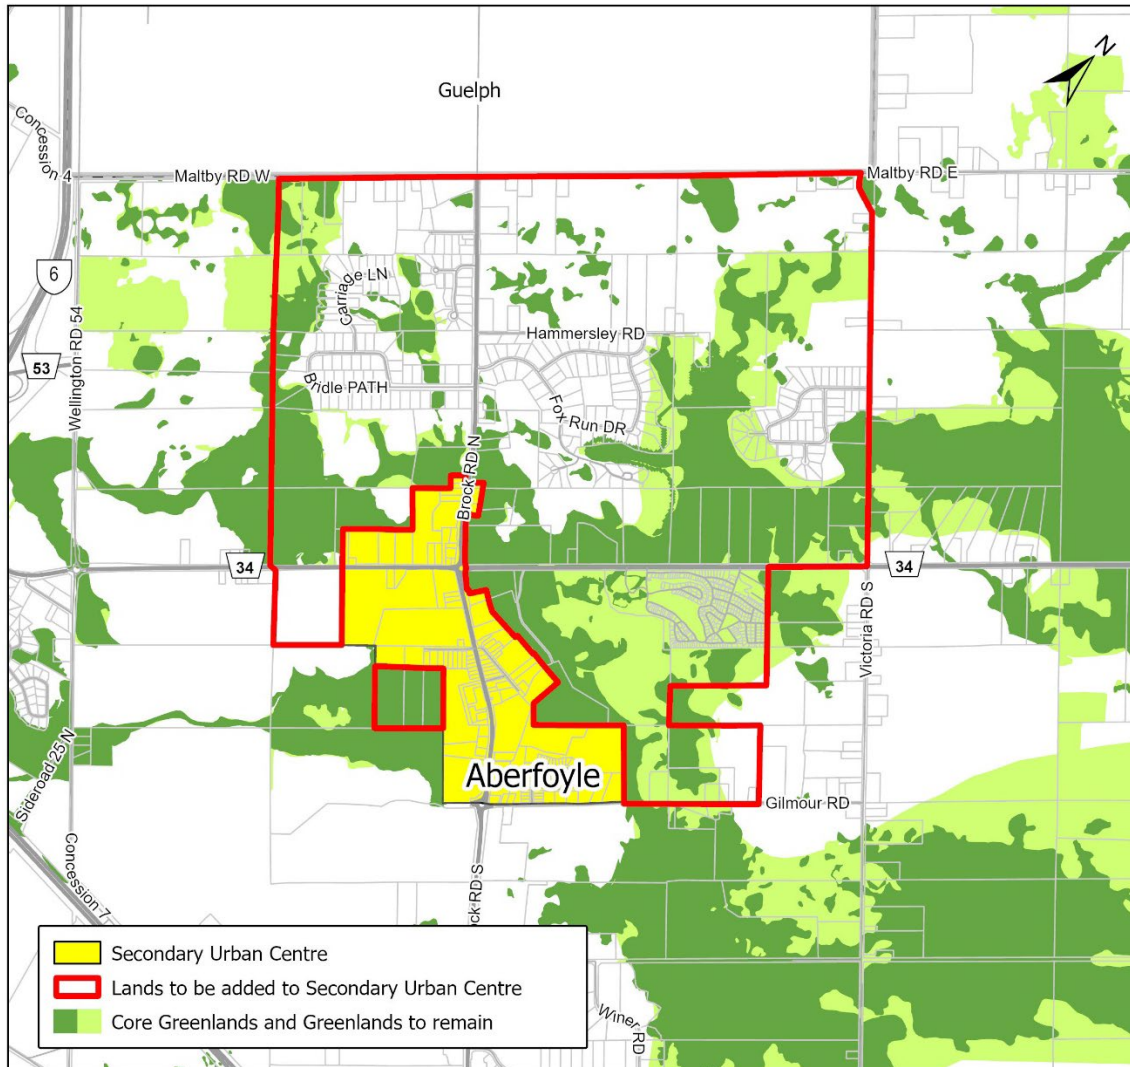 N
Guelph
Concession 4
Maltby RD W
Maltby RD E
6
Carriage LN
Wellington RD 54
Hammersley RD
53
Bridle PATH
Fox Run DR
Brock RD N
34
34
Victoria RD S
Sideroad 25 N
Aberfoyle
Gilmour RD
Concession 7
ock RD S
Secondary Urban Centre
Lands to be added to Secondary Urban Centre
Core Greenlands and Greenlands to remain
Winer RD